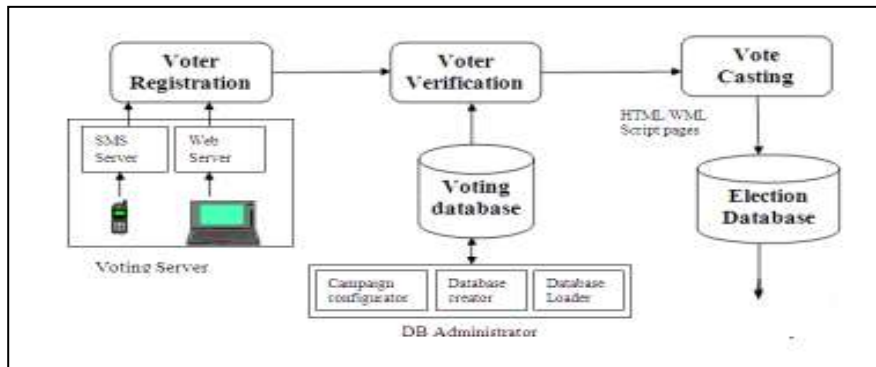 Voter
Registration
Voter
Verification
Vote
Casting
SMS
Server
Web
Server
HTML/WML
Script pages
Voting
database
Election
Database
Voting Server
Campaign
configurator
Database
creator
Database
Loader
DB Administrator